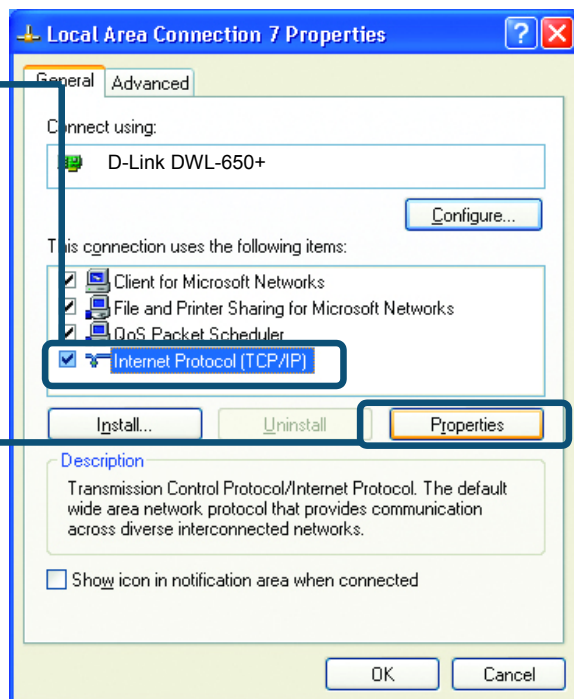 Local Area Connection 7 Properties
General Advanced
Connect using:
D-Link DWL-650+
Configure...
This connection uses the following items:
Client for Microsoft Networks
File and Printer Sharing for Microsoft Networks
QoS Packet Scheduler
Internet Protocol (TCP/IP)
Install... Uninstall Properties
Description
Transmission Control Protocol/Internet Protocol. The default
wide area network protocol that provides communication
across diverse interconnected networks.
Show icon in notification area when connected
OK Cancel